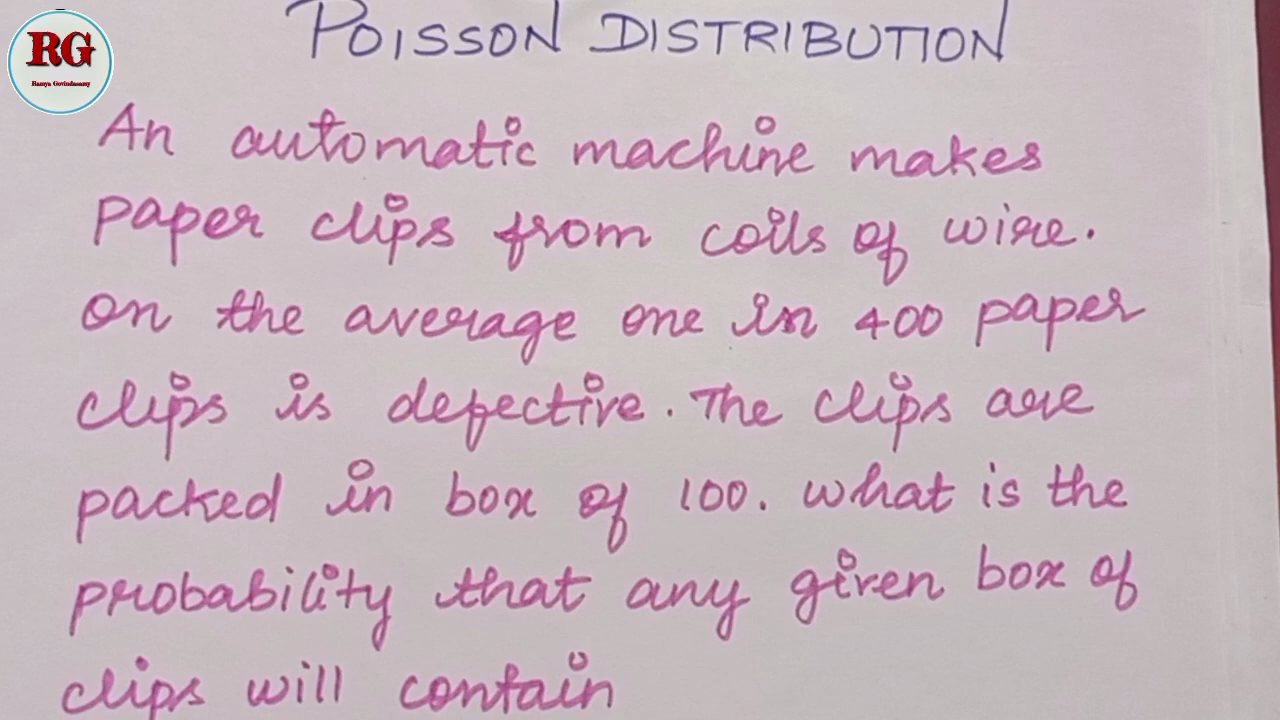 RG
Ramya Govindasamy
POISSON DISTRIBUTION
An automatic machine makes
paper clips from coils of wire.
On the average one in 400 paper
clips is defective. The clips are
packed in box of 100. What is the
probability that any given box of
clips will contain